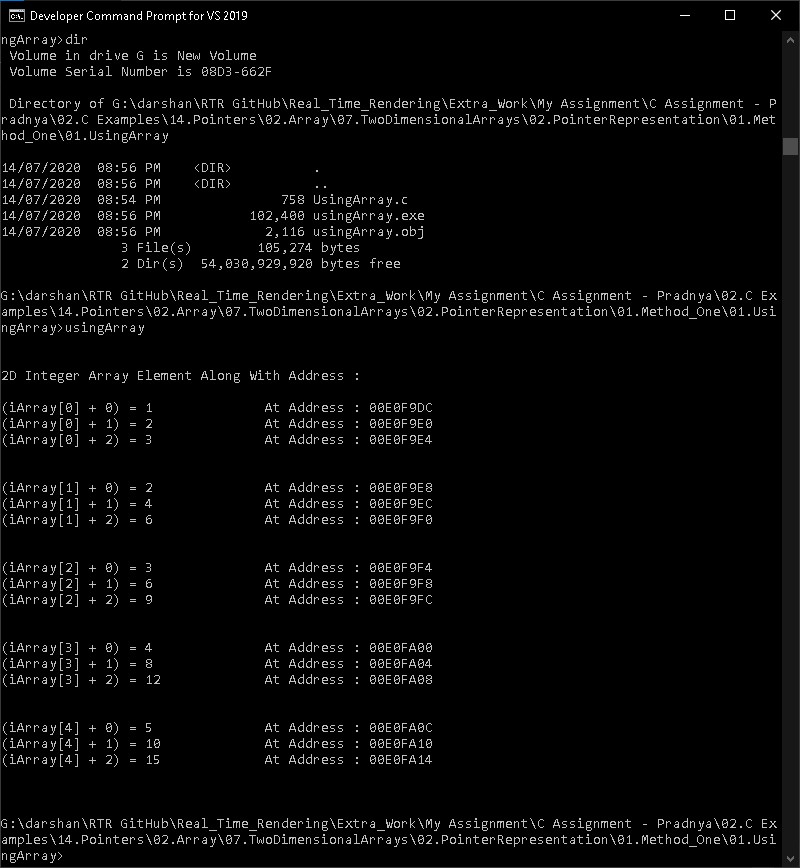 Developer Command Prompt for VS 2019
ngArray>dir
 Volume in drive G is New Volume
 Volume Serial Number is 08D3-662F

 Directory of G:\darshan\RTR GitHub\Real_Time_Rendering\Extra_Work\My Assignment\C Assignment - P
radnya\02.C Examples\14.Pointers\02.Array\07.TwoDimensionalArrays\02.PointerRepresentation\01.Met
hod_One\01.UsingArray

14/07/2020  08:56 PM    <DIR>          .
14/07/2020  08:56 PM    <DIR>          ..
14/07/2020  08:54 PM               758 UsingArray.c
14/07/2020  08:56 PM           102,400 usingArray.exe
14/07/2020  08:56 PM             2,116 usingArray.obj
               3 File(s)        105,274 bytes
               2 Dir(s)  54,030,929,920 bytes free

G:\darshan\RTR GitHub\Real_Time_Rendering\Extra_Work\My Assignment\C Assignment - Pradnya\02.C Ex
amples\14.Pointers\02.Array\07.TwoDimensionalArrays\02.PointerRepresentation\01.Method_One\01.Usi
ngArray>usingArray

2D Integer Array Element Along With Address :

(iArray[0] + 0) = 1              At Address : 00E0F9DC
(iArray[0] + 1) = 2              At Address : 00E0F9E0
(iArray[0] + 2) = 3              At Address : 00E0F9E4

(iArray[1] + 0) = 2              At Address : 00E0F9E8
(iArray[1] + 1) = 4              At Address : 00E0F9EC
(iArray[1] + 2) = 6              At Address : 00E0F9F0

(iArray[2] + 0) = 3              At Address : 00E0F9F4
(iArray[2] + 1) = 6              At Address : 00E0F9F8
(iArray[2] + 2) = 9              At Address : 00E0F9FC

(iArray[3] + 0) = 4              At Address : 00E0FA00
(iArray[3] + 1) = 8              At Address : 00E0FA04
(iArray[3] + 2) = 12             At Address : 00E0FA08

(iArray[4] + 0) = 5              At Address : 00E0FA0C
(iArray[4] + 1) = 10             At Address : 00E0FA10
(iArray[4] + 2) = 15             At Address : 00E0FA14

G:\darshan\RTR GitHub\Real_Time_Rendering\Extra_Work\My Assignment\C Assignment - Pradnya\02.C Ex
amples\14.Pointers\02.Array\07.TwoDimensionalArrays\02.PointerRepresentation\01.Method_One\01.Usi
ngArray>